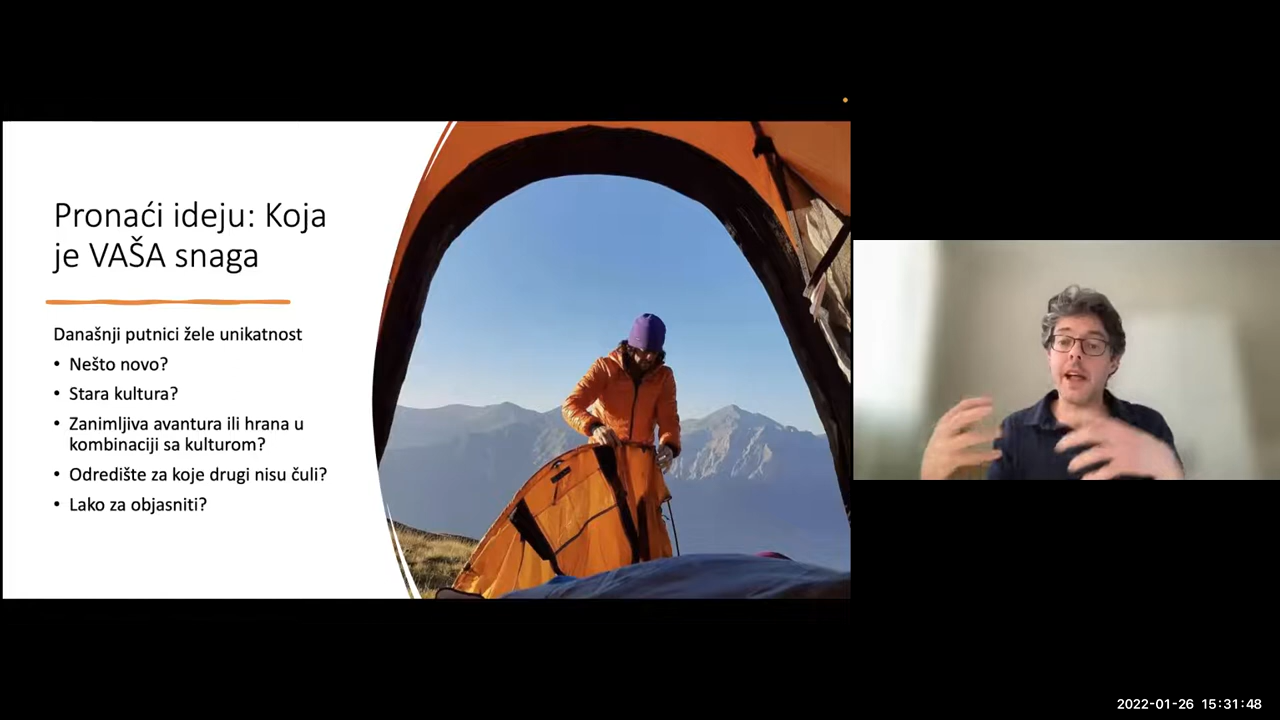 Pronaći ideju: Koja
je VAŠA snaga
Današnji putnici žele unikatnost
• Nešto novo?
• Stara kultura?
• Zanimljiva avantura ili hrana u
kombinaciji sa kulturom?
• Odredište za koje drugi nisu čuli?
• Lako za objasniti?
2022-01-26 15:31:48